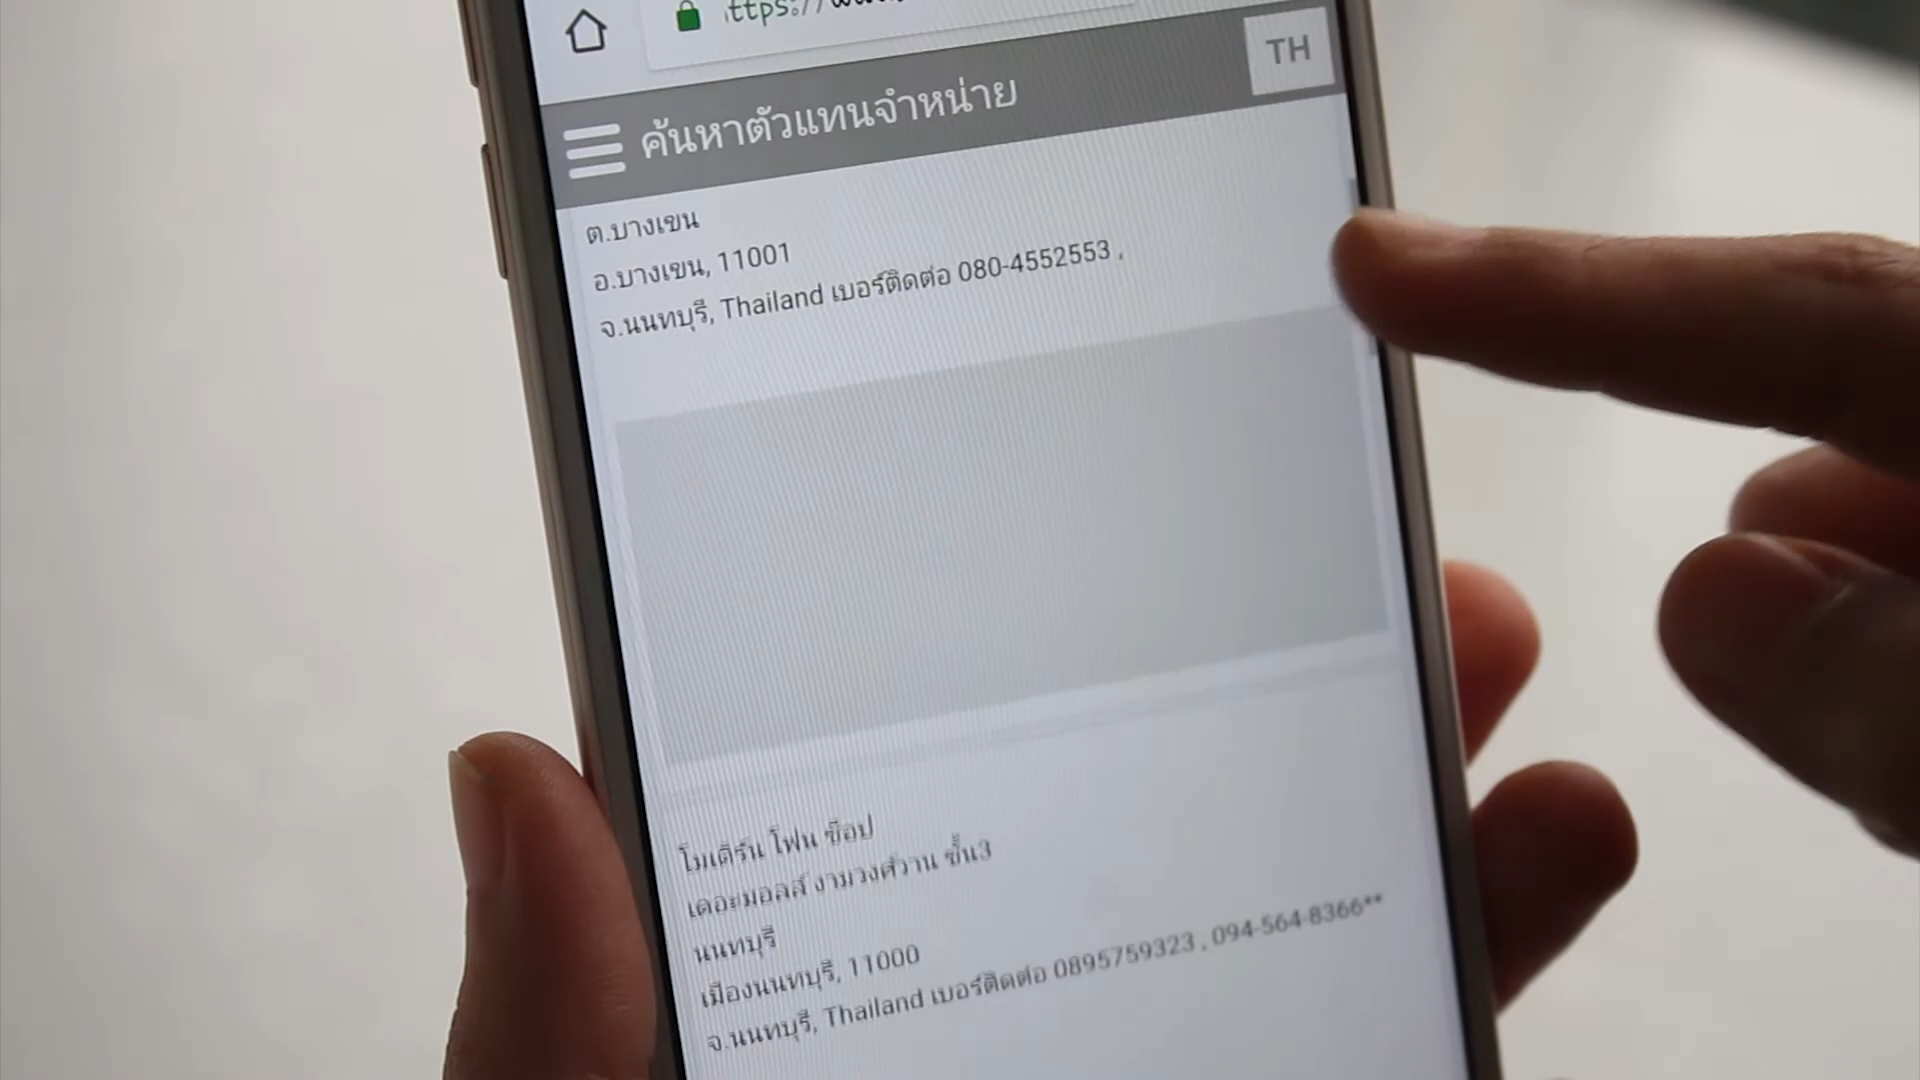 TH
ค้นหาตัวแทนจำหน่าย
ต.บางเขน
อ.บางเขน, 11001
จ.นนทบุรี, Thailand เบอร์ติดต่อ 080-4552553 ,
โมเดิร์น โฟน ช็อป
เดอะมอลล์ งามวงศ์วาน ชั้น3
นนทบุรี
เมืองนนทบุรี, 11000
จ.นนทบุรี, Thailand เบอร์ติดต่อ 0895759323 , 094-564-8366**